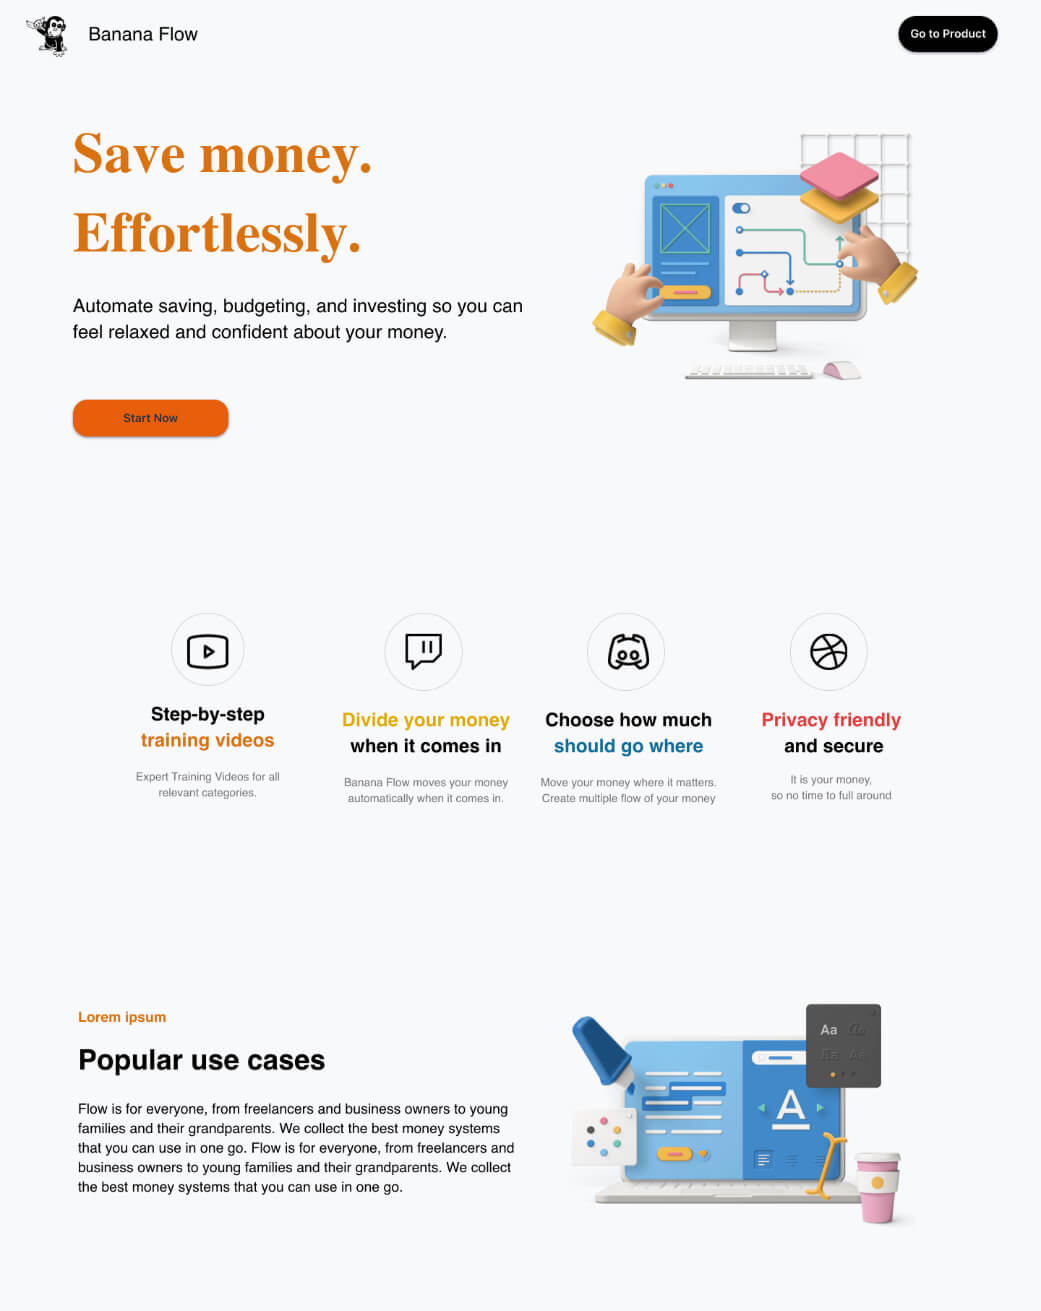 Banana Flow
Go to Product
Save money.
Effortlessly.
Automate saving, budgeting, and investing so you can
feel relaxed and confident about your money.
Start Now
Step-by-step
training videos
Expert Training Videos for all
relevant categories.
Divide your money
when it comes in
Banana Flow moves your money
automatically when it comes in.
Choose how much
should go where
Move your money where it matters.
Create multiple flow of your money
Privacy friendly
and secure
It is your money,
so no time to full around
Lorem ipsum
Popular use cases
Flow is for everyone, from freelancers and business owners to young
families and their grandparents. We collect the best money systems
that you can use in one go. Flow is for everyone, from freelancers and
business owners to young families and their grandparents. We collect
the best money systems that you can use in one go.
Aa
Aa Aa
A